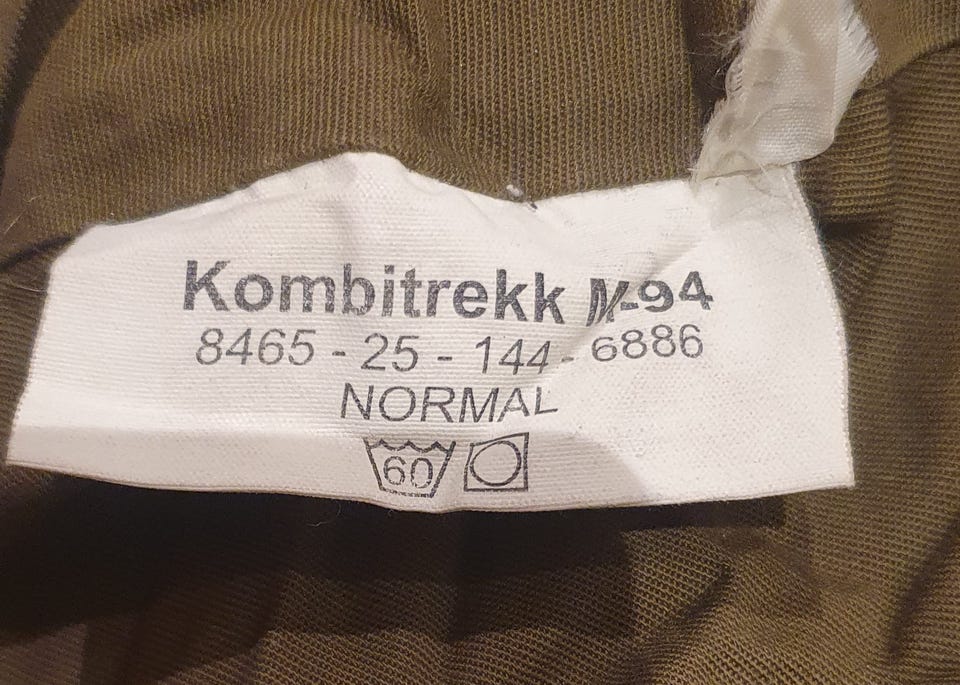 Kombitrekk M-94
8465 - 25 - 144 - 6886
NORMAL
60